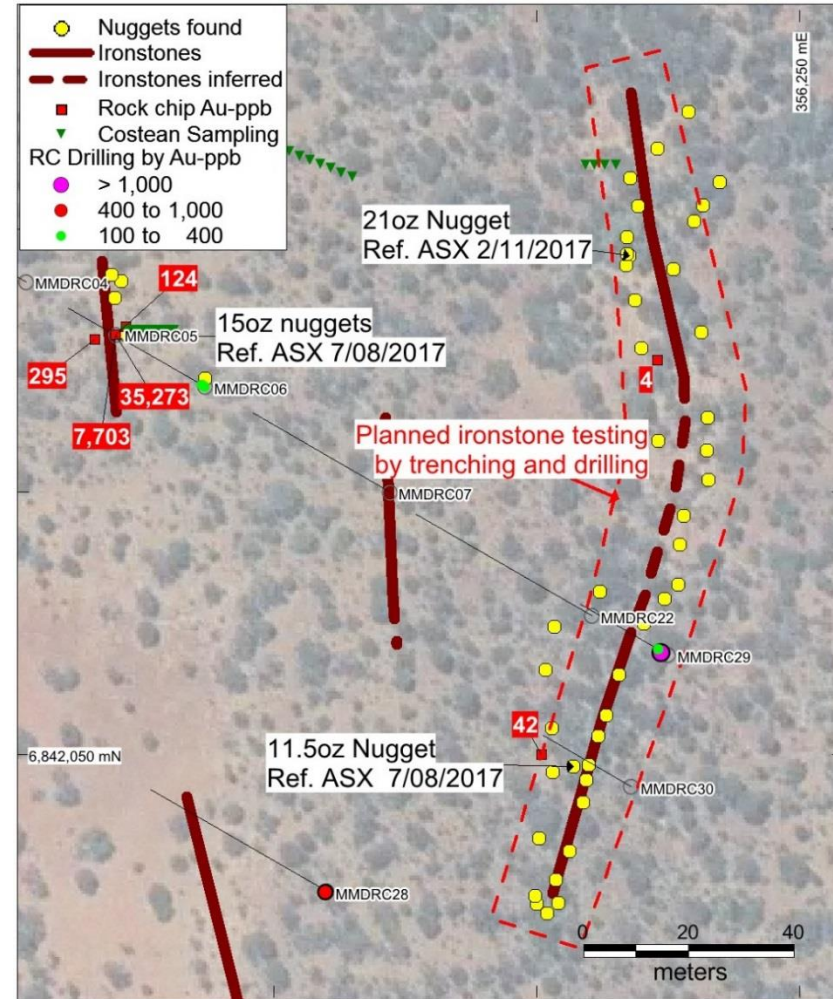 Nuggets found
Ironstones
Ironstones inferred
Rock chip Au-ppb
Costean Sampling
RC Drilling by Au-ppb
> 1,000
400 to 1,000
100 to 400
356,250 mE
21oz Nugget
Ref. ASX 2/11/2017
MMDRC04
124
MMDRC05
15oz nuggets
Ref. ASX 7/08/2017
295
35,273
7,703
MMDRC06
4
Planned ironstone testing
by trenching and drilling
MMDRC07
MMDRC22
MMDRC29
42
6,842,050 mN
11.5oz Nugget
Ref. ASX 7/08/2017
MMDRC30
MMDRC28
0 20 40
meters